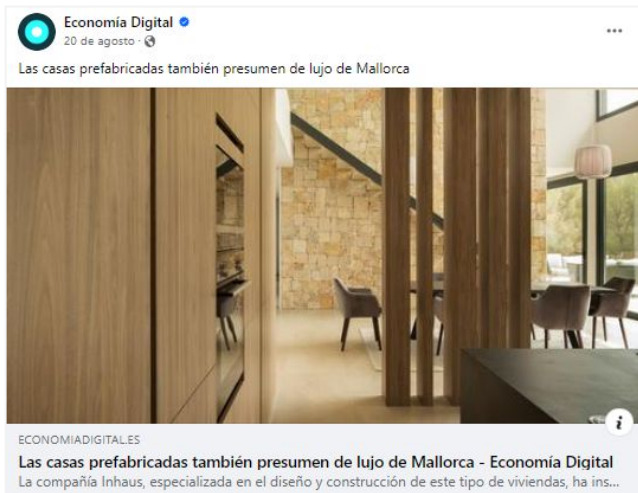 Economía Digital
20 de agosto ·
Las casas prefabricadas también presumen de lujo de Mallorca
ECONOMIADIGITAL.ES
Las casas prefabricadas también presumen de lujo de Mallorca - Economía Digital
La compañía Inhaus, especializada en el diseño y construcción de este tipo de viviendas, ha ins...